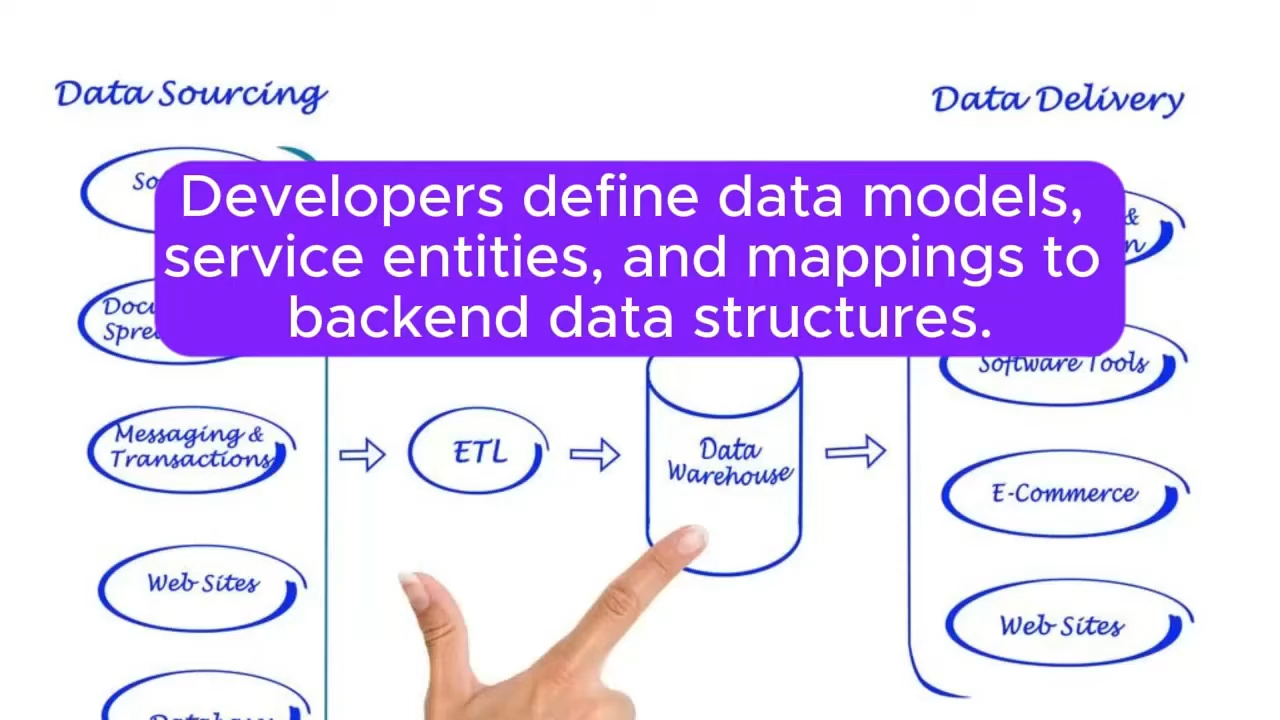 Data Sourcing
Data Delivery
Developers define data models,
service entities, and mappings to
backend data structures.
&
Software Tools
Messaging &
Transactions
ETL
Data
Warehouse
E-Commerce
Web Sites
Web Sites